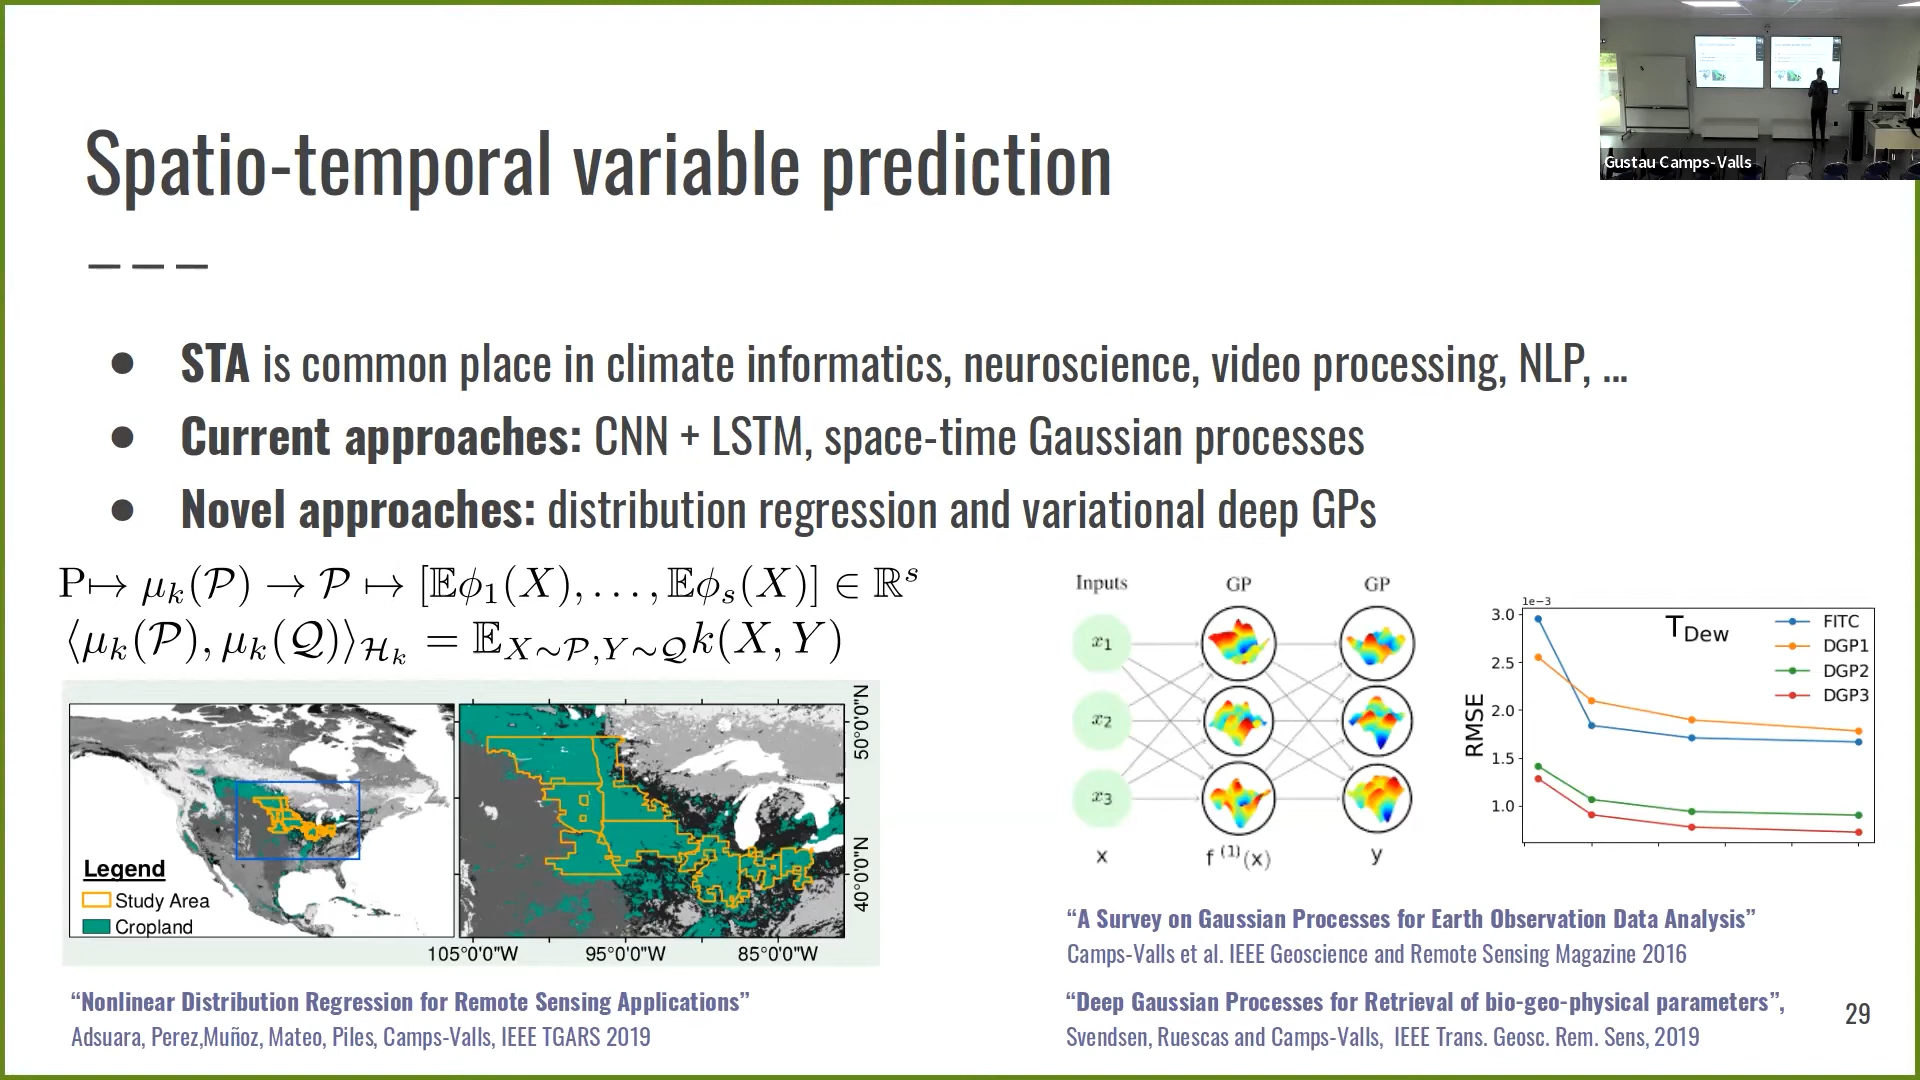 Gustau Camps-Valls
Spatio-temporal variable prediction
● STA is common place in climate informatics, neuroscience, video processing, NLP, ...
● Current approaches: CNN + LSTM, space-time Gaussian processes
● Novel approaches: distribution regression and variational deep GPs
P↦ μ_k(𝒫) → 𝒫 ↦ [𝔼ϕ_1(X), . . . , 𝔼ϕ_s(X)] ∈ ℝ^s
⟨μ_k(𝒫), μ_k(𝒬)⟩_{ℋ_k} = 𝔼_{X∼𝒫,Y∼𝒬} k(X, Y)
Legend
Study Area
Cropland
50°0'0"N
40°0'0"N
105°0'0"W 95°0'0"W 85°0'0"W
"Nonlinear Distribution Regression for Remote Sensing Applications"
Adsuara, Perez,Muñoz, Mateo, Piles, Camps-Valls, IEEE TGARS 2019
Inputs GP GP
x1
x2
x3
x f^(1)(x) y
1e−3
T_Dew
RMSE
3.0
2.5
2.0
1.5
1.0
FITC
DGP1
DGP2
DGP3
"A Survey on Gaussian Processes for Earth Observation Data Analysis"
Camps-Valls et al. IEEE Geoscience and Remote Sensing Magazine 2016
"Deep Gaussian Processes for Retrieval of bio-geo-physical parameters",
Svendsen, Ruescas and Camps-Valls, IEEE Trans. Geosc. Rem. Sens, 2019
29